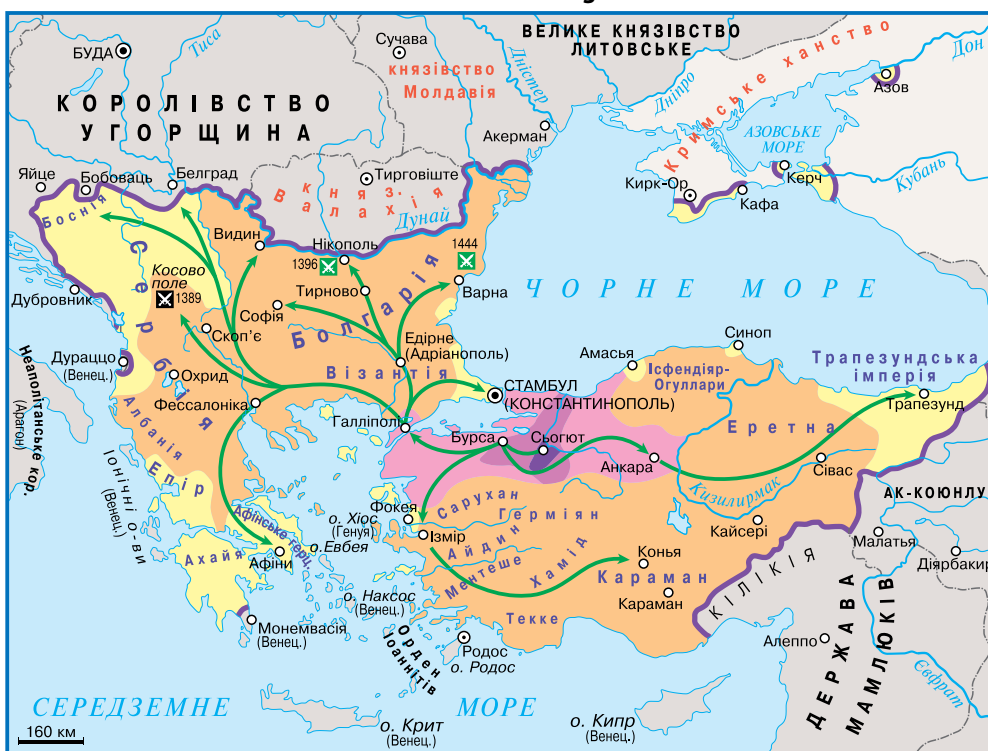 БУДА
Тиса
Сучава
КНЯЗІВСТВО
Молдавія
Дністер
ВЕЛИКЕ КНЯЗІВСТВО
ЛИТОВСЬКЕ
Дніпро
Кримське ханство
Дон
Азов
КОРОЛІВСТВО
УГОРЩИНА
Акерман
АЗОВСЬКЕ
МОРЕ
Керч
Кубань
Кирк-Ор
Кафа
Яйце
Бобоваць
Белград
Тирговіште
княз.
Валахія
Дунай
Боснія
Видин
Нікополь
1396
1444
Сербія
Косово
поле
1389
Дубровник
Тирново
Болгарія
Варна
ЧОРНЕ МОРЕ
Софія
Скоп'є
Едірне
(Адріанополь)
Візантія
Дураццо
(Венец.)
Охрид
Албанія
Фессалоніка
Галліполі
СТАМБУЛ
(КОНСТАНТИНОПОЛЬ)
Амасья
Синоп
Ісфендіяр-
Огуллари
Трапезундська
імперія
Трапезунд
Неаполітанське кор.
(Арагон)
Іонічні о-ви
(Венец.)
Епір
Бурса
Сьогют
Анкара
Еретна
Сівас
Кизилирмак
Кайсері
АК-КОЮНЛУ
Малатья
Діярбакир
Фокея
о. Хіос
(Генуя)
Ізмір
Сарухан
Герміян
Айдин
Ментеше
Хамід
Текке
Конья
Караман
Караман
Афінське герц.
о.Евбея
Ахайя
Афіни
о. Наксос
(Венец.)
Монемвасія
(Венец.)
Орден
Іоаннітів
Родос
о. Родос
КІЛІКІЯ
Алеппо
ДЕРЖАВА
МАМЛЮКІВ
Євфрат
СЕРЕДЗЕМНЕ МОРЕ
о. Крит
(Венец.)
о. Кипр
(Венец.)
160 км